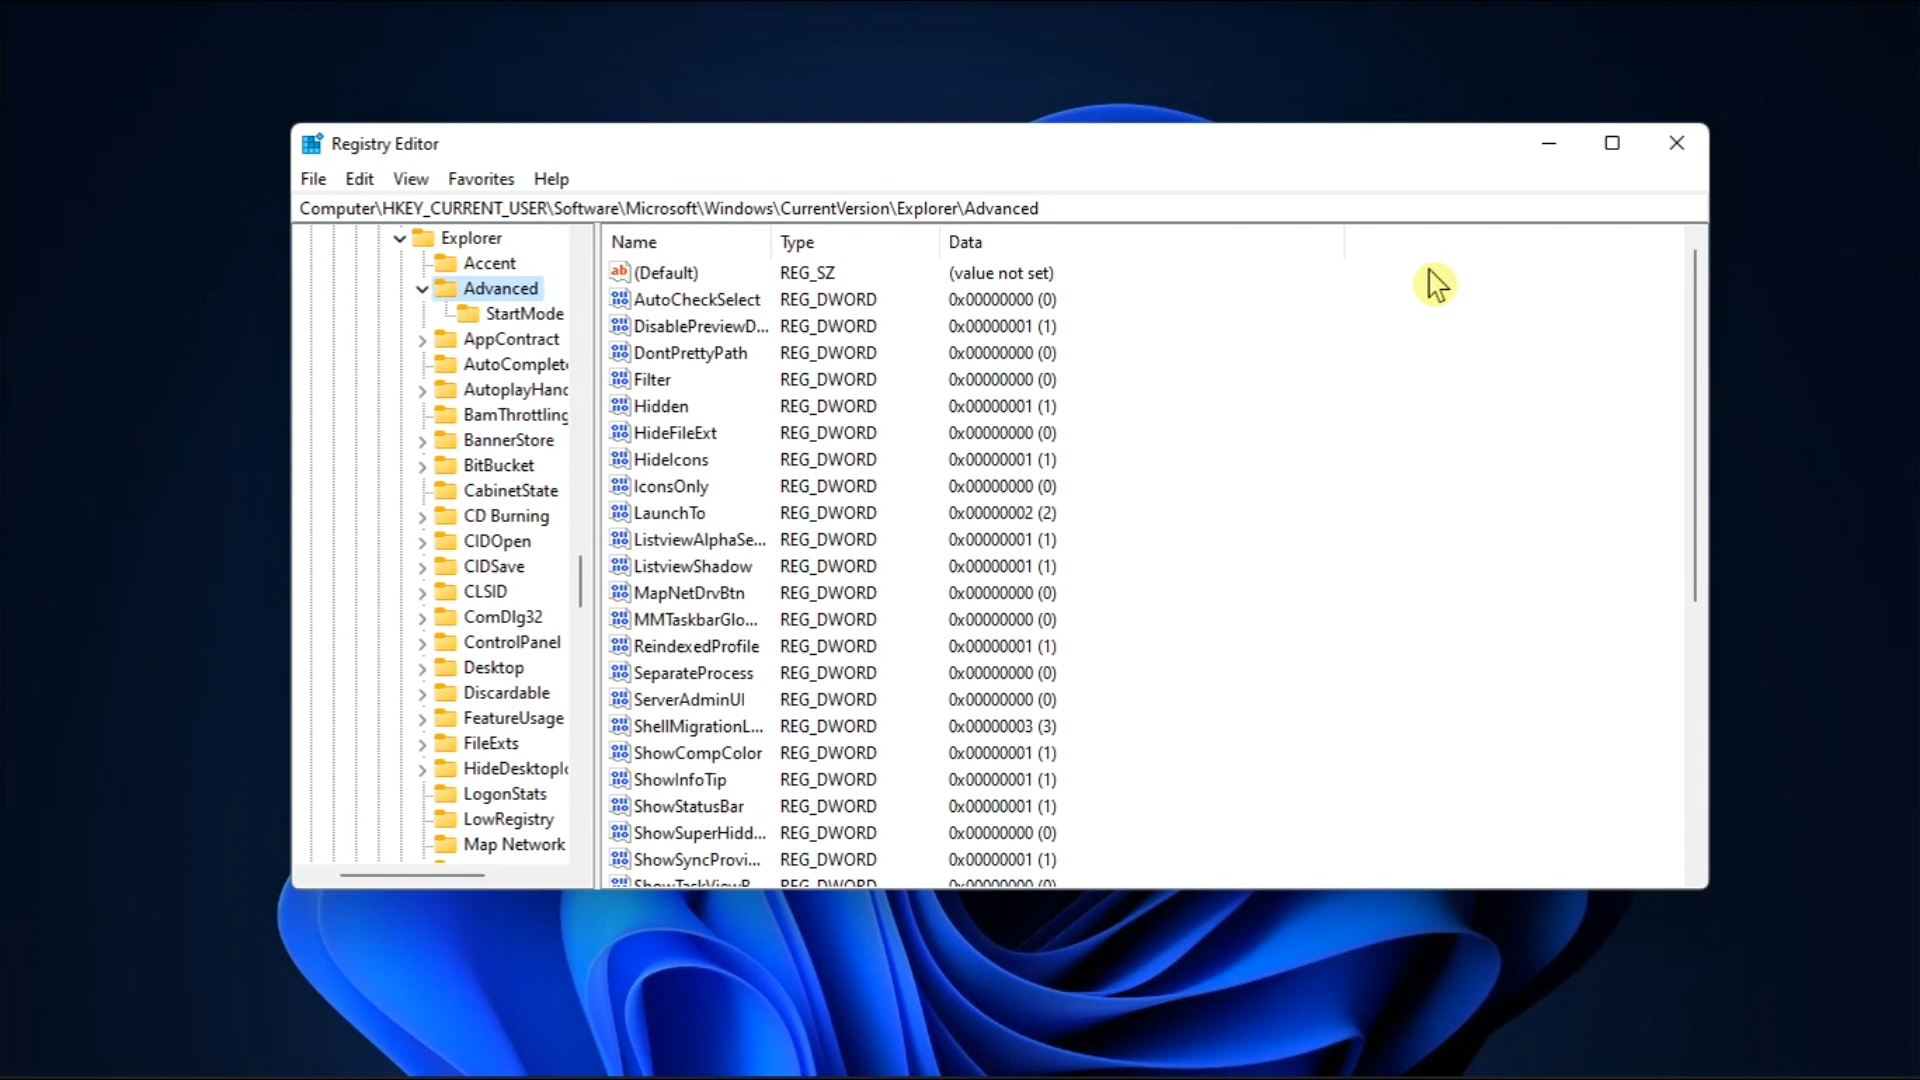 Registry Editor
File Edit View Favorites Help
Computer\HKEY_CURRENT_USER\Software\Microsoft\Windows\CurrentVersion\Explorer\Advanced
Explorer
Accent
Advanced
StartMode
AppContract
AutoComplete
AutoplayHand
BamThrottling
BannerStore
BitBucket
CabinetState
CD Burning
CIDOpen
CIDSave
CLSID
ComDlg32
ControlPanel
Desktop
Discardable
FeatureUsage
FileExts
HideDesktopIc
LogonStats
LowRegistry
Map Network
Name Type Data
(Default) REG_SZ (value not set)
AutoCheckSelect REG_DWORD 0x00000000 (0)
DisablePreviewD... REG_DWORD 0x00000001 (1)
DontPrettyPath REG_DWORD 0x00000000 (0)
Filter REG_DWORD 0x00000000 (0)
Hidden REG_DWORD 0x00000001 (1)
HideFileExt REG_DWORD 0x00000000 (0)
HideIcons REG_DWORD 0x00000001 (1)
IconsOnly REG_DWORD 0x00000000 (0)
LaunchTo REG_DWORD 0x00000002 (2)
ListviewAlphaSe... REG_DWORD 0x00000001 (1)
ListviewShadow REG_DWORD 0x00000001 (1)
MapNetDrvBtn REG_DWORD 0x00000000 (0)
MMTaskbarGlo... REG_DWORD 0x00000000 (0)
ReindexedProfile REG_DWORD 0x00000001 (1)
SeparateProcess REG_DWORD 0x00000000 (0)
ServerAdminUI REG_DWORD 0x00000000 (0)
ShellMigrationL... REG_DWORD 0x00000003 (3)
ShowCompColor REG_DWORD 0x00000001 (1)
ShowInfoTip REG_DWORD 0x00000001 (1)
ShowStatusBar REG_DWORD 0x00000001 (1)
ShowSuperHidd... REG_DWORD 0x00000000 (0)
ShowSyncProvi... REG_DWORD 0x00000001 (1)
ShowTaskViewB... REG_DWORD 0x00000000 (0)